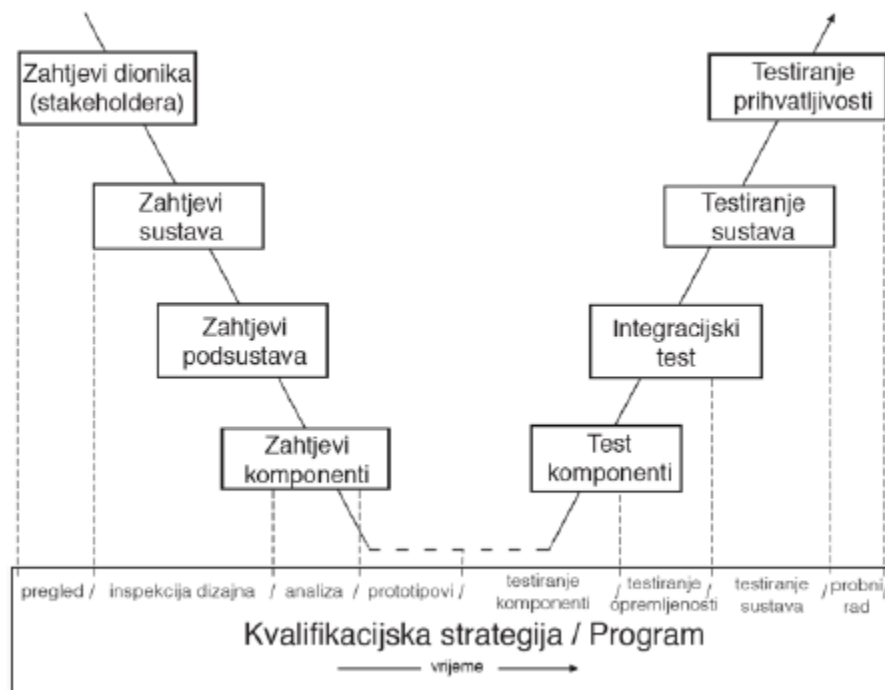 Zahtjevi dionika
(stakeholdera)
Testiranje
prihvatljivosti
Zahtjevi
sustava
Testiranje
sustava
Zahtjevi
podsustava
Integracijski
test
Zahtjevi
komponenti
Test
komponenti
pregled / inspekcija dizajna / analiza / prototipovi /
testiranje
komponenti /
testiranje
opremljenosti /
testiranje
sustava /
probni
rad /
Kvalifikacijska strategija / Program
vrijeme